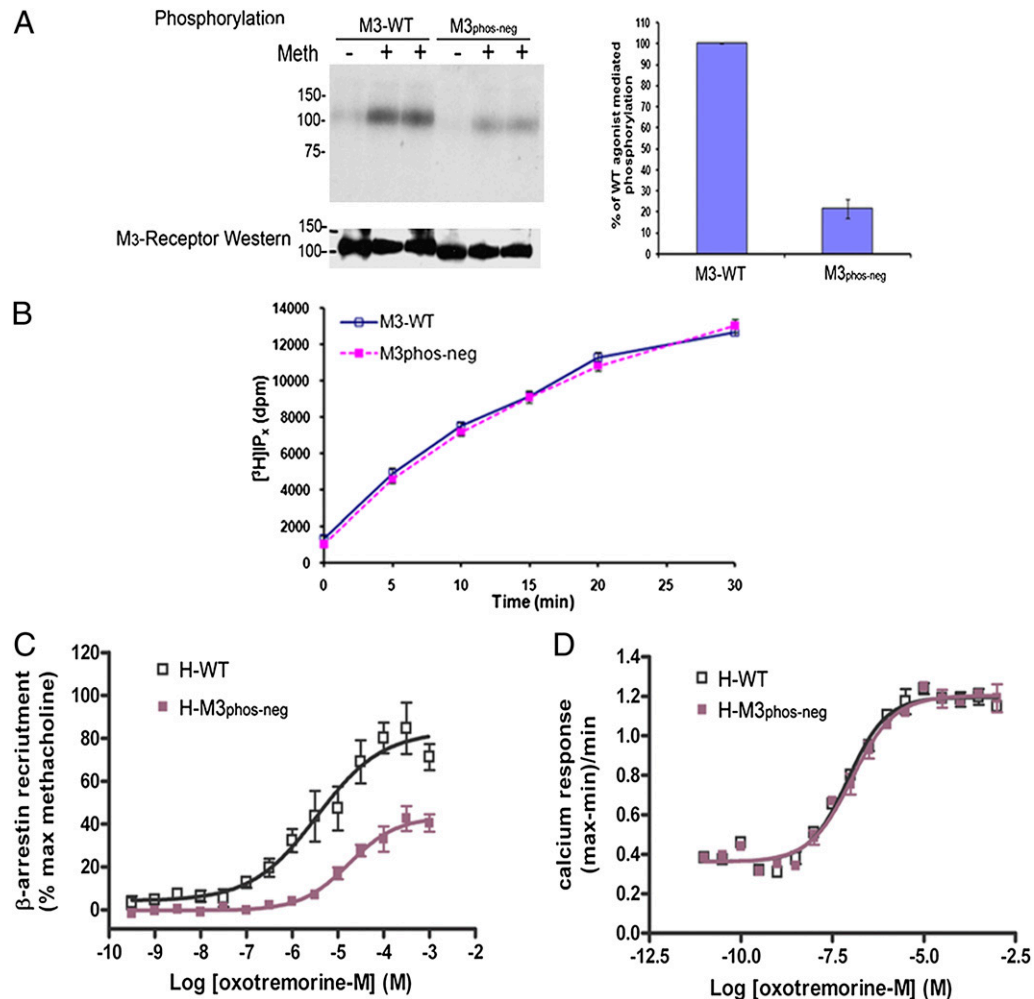 A
Phosphorylation
M3-WT M3phos-neg
Meth - + + - + +
150-
100-
75-
M3-Receptor Western
150-
100-
% of WT agonist mediated
phosphorylation
100
90
80
70
60
50
40
30
20
10
0
M3-WT M3phos-neg
B
M3-WT
M3phos-neg
[³H]IPx (dpm)
14000
12000
10000
8000
6000
4000
2000
0
0 5 10 15 20 25 30
Time (min)
C
H-WT
H-M3phos-neg
β-arrestin recriutment
(% max methacholine)
120
100
80
60
40
20
0
-10 -9 -8 -7 -6 -5 -4 -3 -2
Log [oxotremorine-M] (M)
D
H-WT
H-M3phos-neg
calcium response
(max-min)/min
1.4
1.2
1.0
0.8
0.6
0.4
0.2
0.0
-12.5 -10.0 -7.5 -5.0 -2.5
Log [oxotremorine-M] (M)